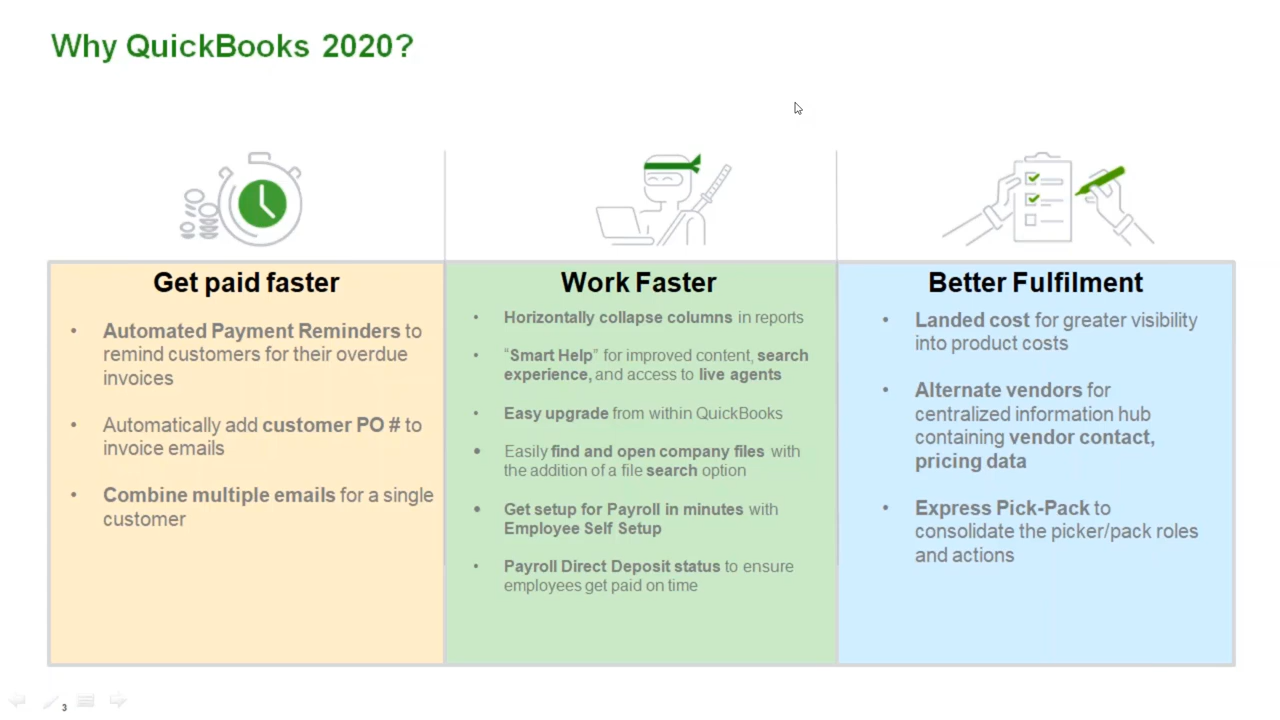 Why QuickBooks 2020?
Get paid faster
• Automated Payment Reminders to
remind customers for their overdue
invoices
• Automatically add customer PO # to
invoice emails
• Combine multiple emails for a single
customer
Work Faster
• Horizontally collapse columns in reports
• “Smart Help” for improved content, search
experience, and access to live agents
• Easy upgrade from within QuickBooks
• Easily find and open company files with
the addition of a file search option
• Get setup for Payroll in minutes with
Employee Self Setup
• Payroll Direct Deposit status to ensure
employees get paid on time
Better Fulfilment
• Landed cost for greater visibility
into product costs
• Alternate vendors for
centralized information hub
containing vendor contact,
pricing data
• Express Pick-Pack to
consolidate the picker/pack roles
and actions
3